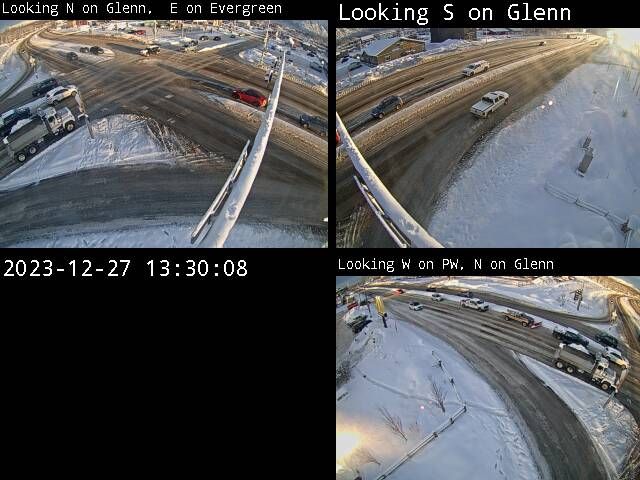 Looking N on Glenn,  E on Evergreen
Looking S on Glenn
2023-12-27 13:30:08
Looking W on PW, N on Glenn